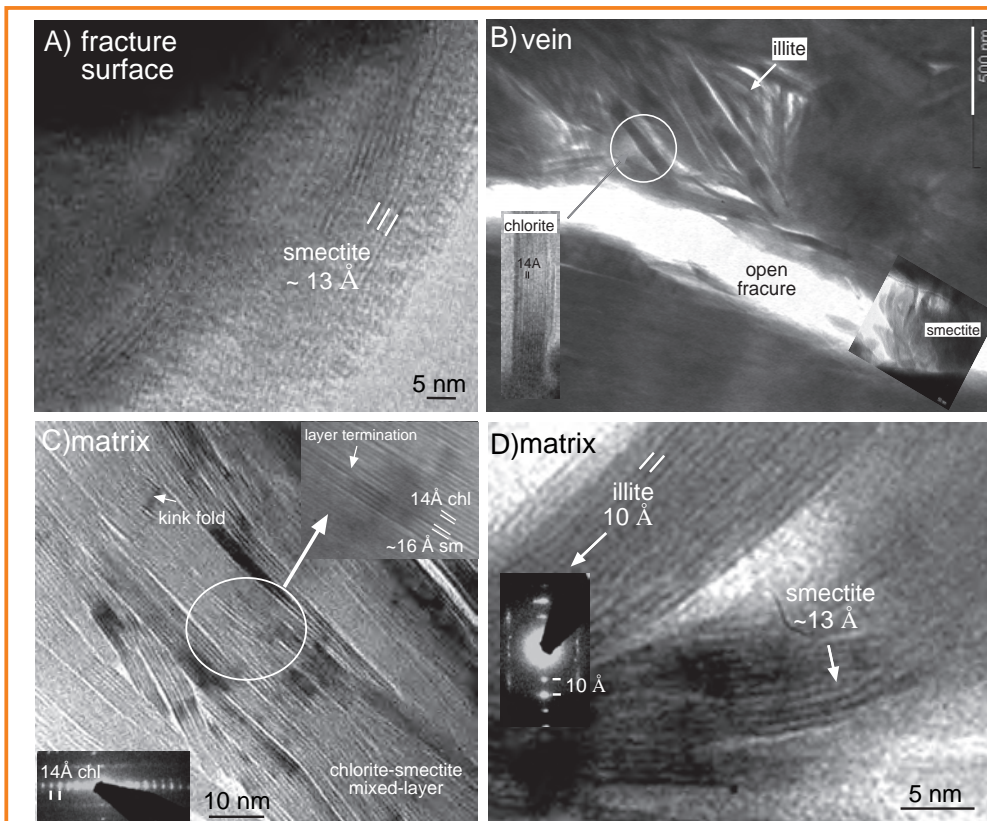 A) fracture
surface
smectite
~ 13 Å
5 nm
B) vein
illite
500 nm
chlorite
14A
open
fracure
smectite
C)matrix
layer termination
kink fold
14Å chl
~16 Å sm
14Å chl
10 nm
chlorite-smectite
mixed-layer
D)matrix
illite
10 Å
smectite
~13 Å
10 Å
5 nm